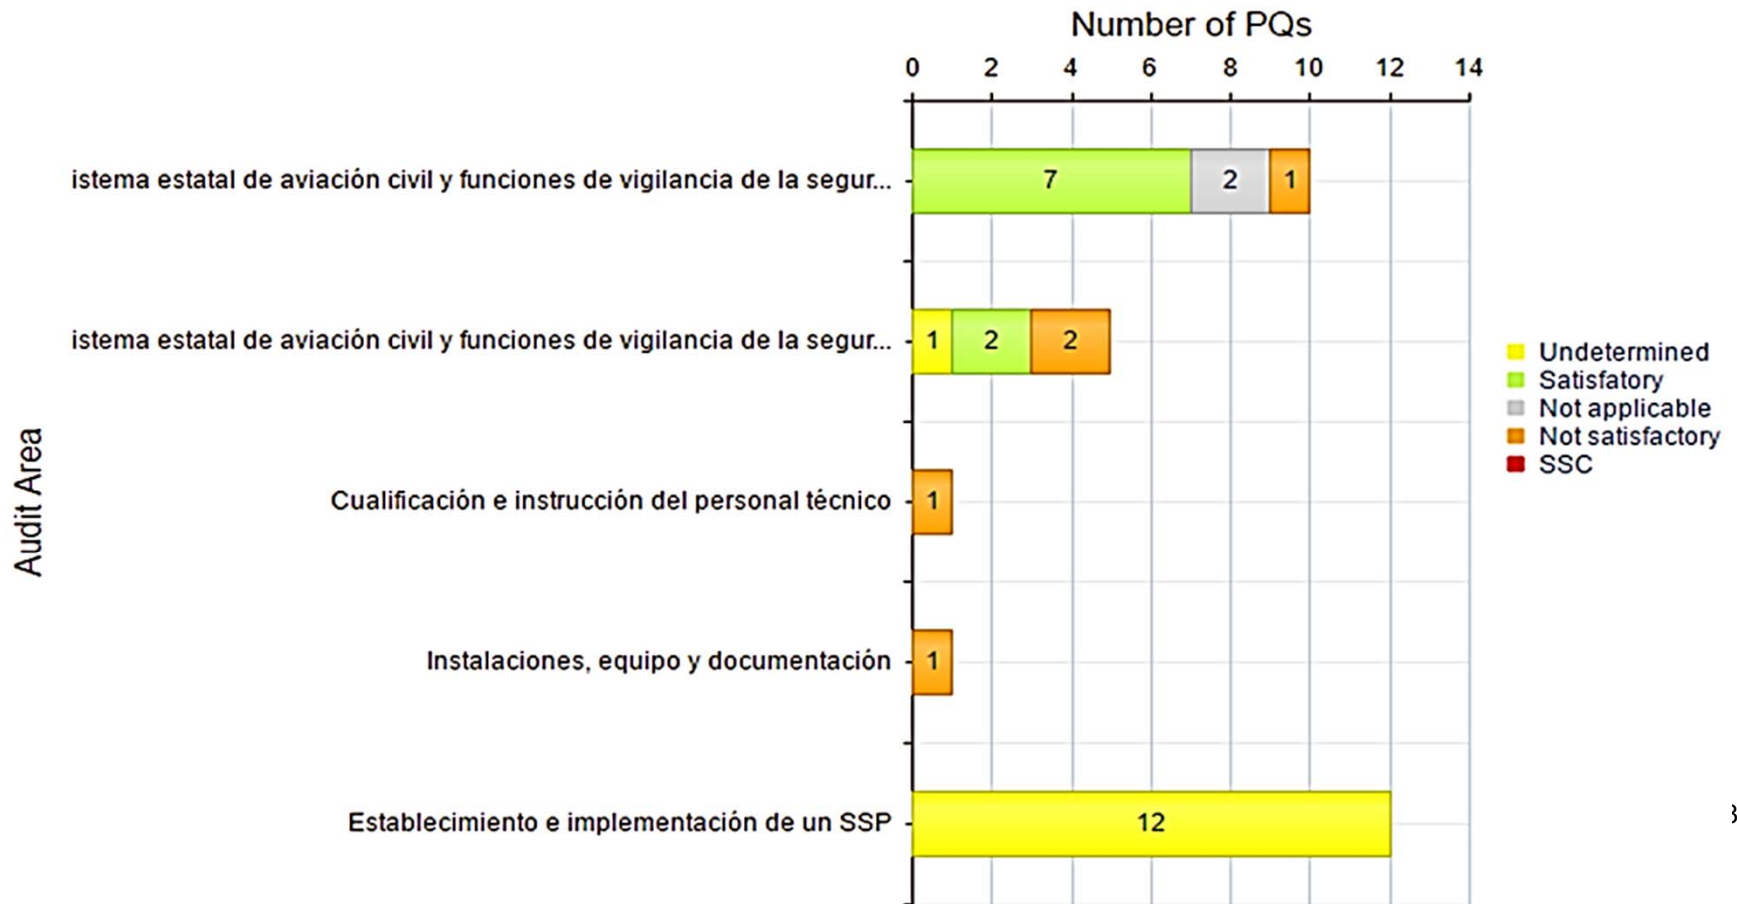 Number of PQs
0 2 4 6 8 10 12 14
istema estatal de aviación civil y funciones de vigilancia de la segur...
7 2 1
istema estatal de aviación civil y funciones de vigilancia de la segur...
1 2 2
Cualificación e instrucción del personal técnico
1
Instalaciones, equipo y documentación
1
Establecimiento e implementación de un SSP
12
Audit Area
Undetermined
Satisfatory
Not applicable
Not satisfactory
SSC